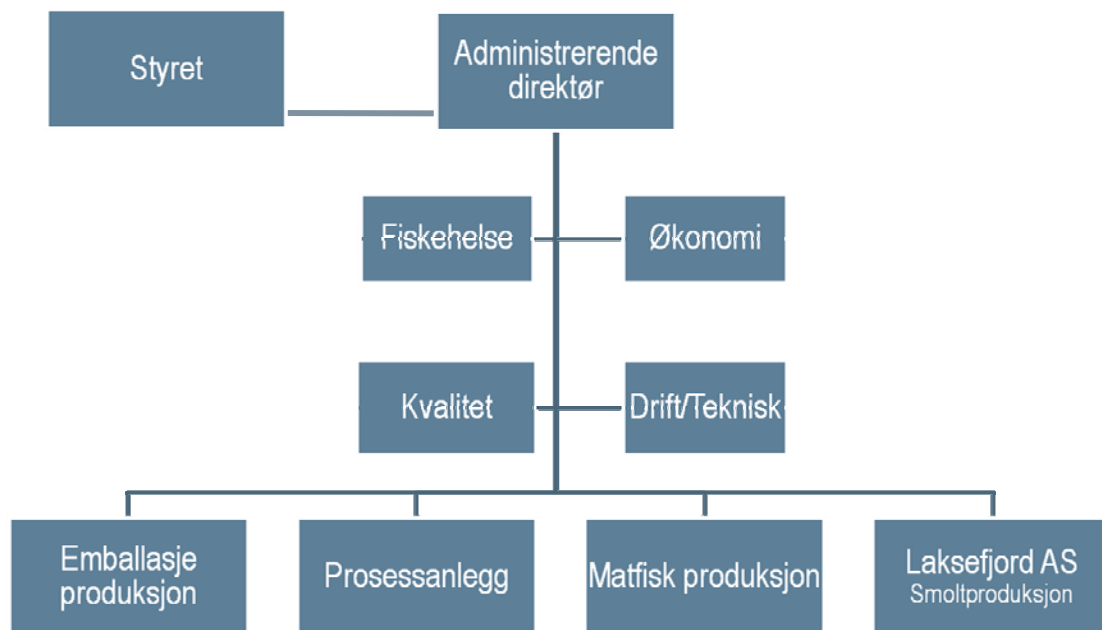 Styret
Administrerende
direktør
Fiskehelse
Økonomi
Kvalitet
Drift/Teknisk
Emballasje
produksjon
Prosessanlegg
Matfisk produksjon
Laksefjord AS
Smoltproduksjon